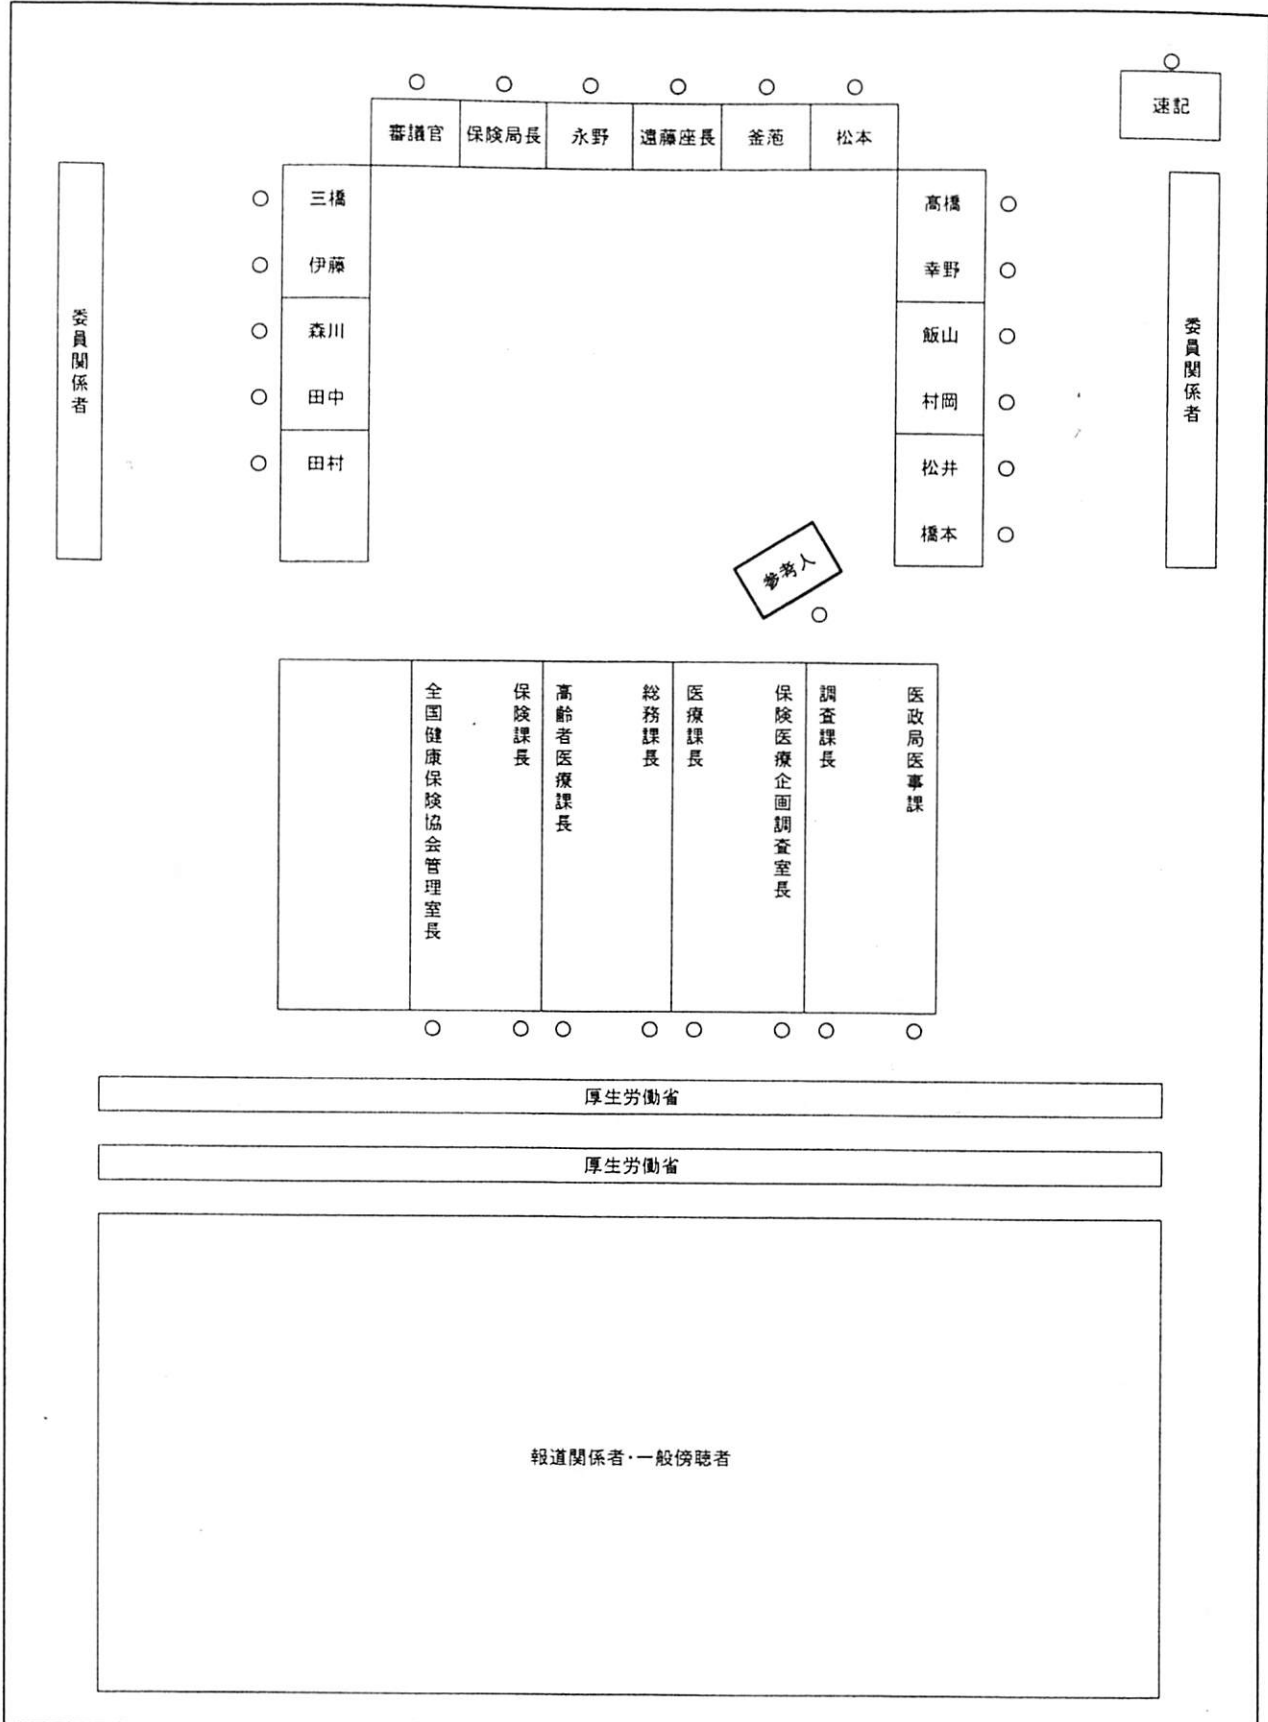 速記
審議官 保険局長 永野 遠藤座長 釜萢 松本
委員関係者
三橋
伊藤
森川
田中
田村
髙橋
幸野
飯山
村岡
松井
橋本
委員関係者
参考人
全国健康保険協会管理室長
保険課長
高齢者医療課長
総務課長
医療課長
保険医療企画調査室長
調査課長
医政局医事課
厚生労働省
厚生労働省
報道関係者・一般傍聴者